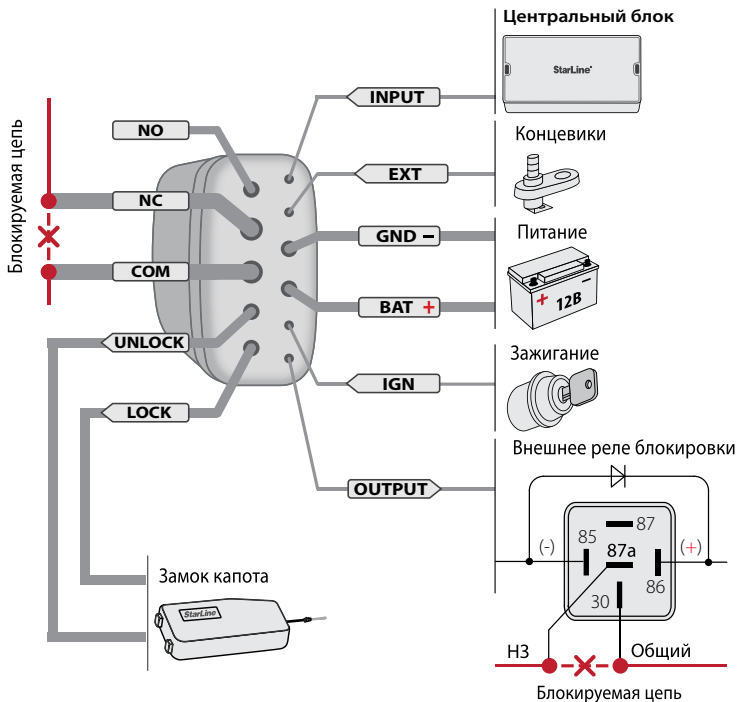 Центральный блок
StarLine
INPUT
NO
Концевики
EXT
Блокируемая цепь
NC
GND –
Питание
COM
BAT +
+ –
12В
UNLOCK
Зажигание
IGN
LOCK
Внешнее реле блокировки
OUTPUT
87
85
(-)
87a
(+)
86
30
Замок капота
StarLine
НЗ
Общий
Блокируемая цепь